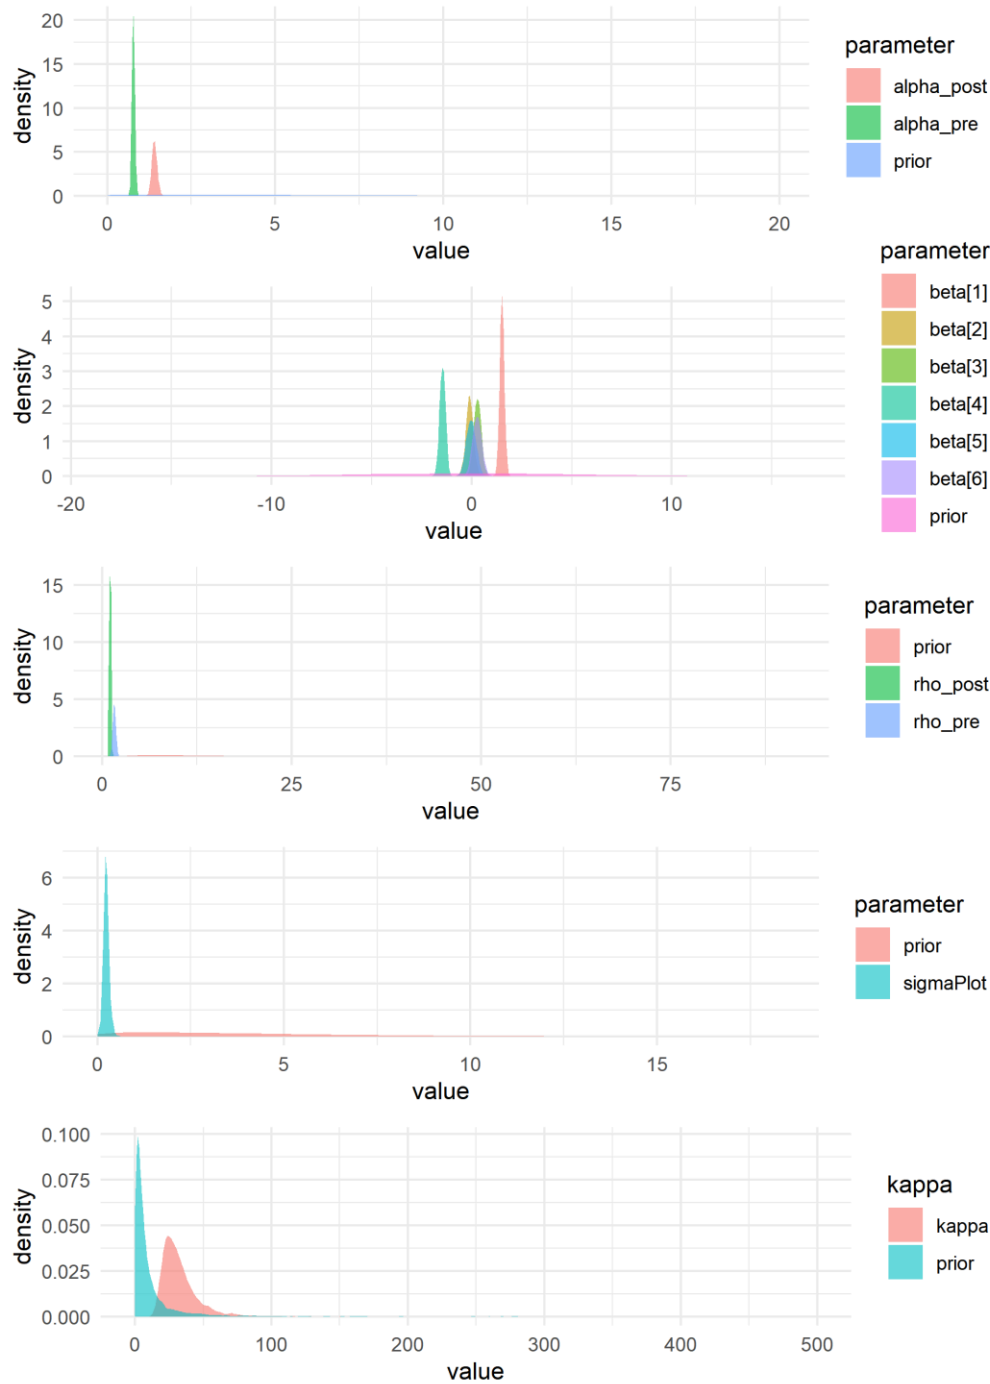 20
15
10
5
0
density
0 5 10 15 20
value
parameter
alpha_post
alpha_pre
prior
5
4
3
2
1
0
density
-20 -10 0 10
value
parameter
beta[1]
beta[2]
beta[3]
beta[4]
beta[5]
beta[6]
prior
15
10
5
0
density
0 25 50 75
value
parameter
prior
rho_post
rho_pre
6
4
2
0
density
0 5 10 15
value
parameter
prior
sigmaPlot
0.100
0.075
0.050
0.025
0.000
density
0 100 200 300 400 500
value
kappa
kappa
prior